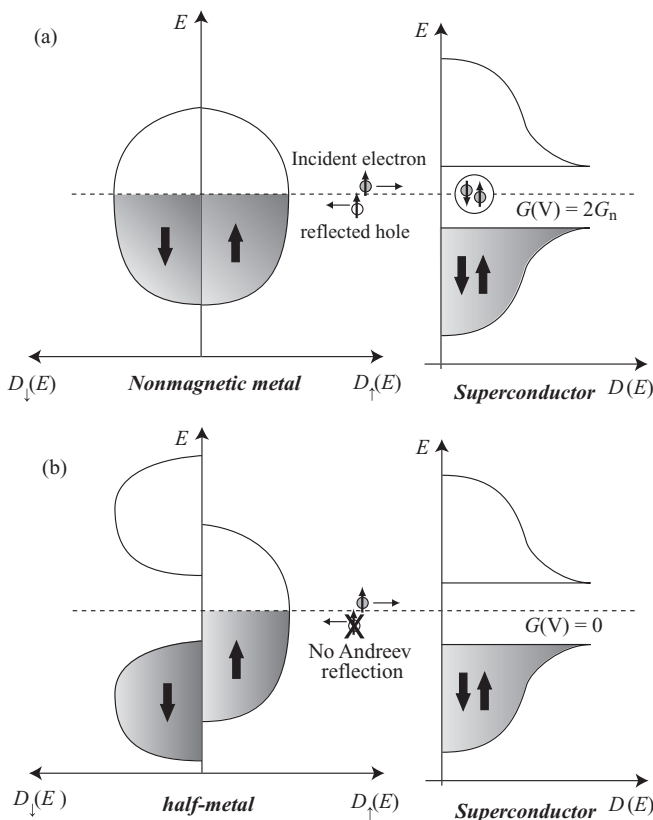 (a)
E
E
Incident electron
reflected hole
G(V) = 2Gₙ
D↓(E)
Nonmagnetic metal
D↑(E)
Superconductor
D(E)
(b)
E
E
No Andreev
reflection
G(V) = 0
D↓(E)
half-metal
D↑(E)
Superconductor
D(E)